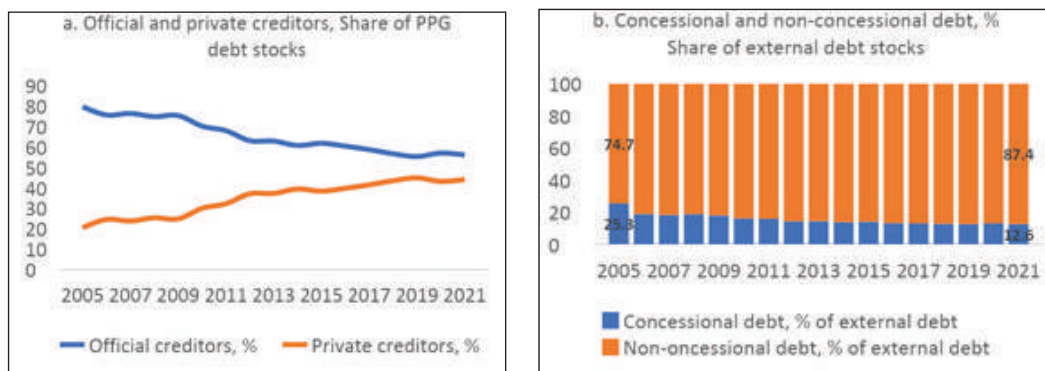 a. Official and private creditors, Share of PPG
debt stocks
90
80
70
60
50
40
30
20
10
0
2005 2007 2009 2011 2013 2015 2017 2019 2021
Official creditors, %
Private creditors, %
b. Concessional and non-concessional debt, %
Share of external debt stocks
100
80
60
40
20
0
74.7
87.4
25.3
12.6
2005 2007 2009 2011 2013 2015 2017 2019 2021
Concessional debt, % of external debt
Non-oncessional debt, % of external debt